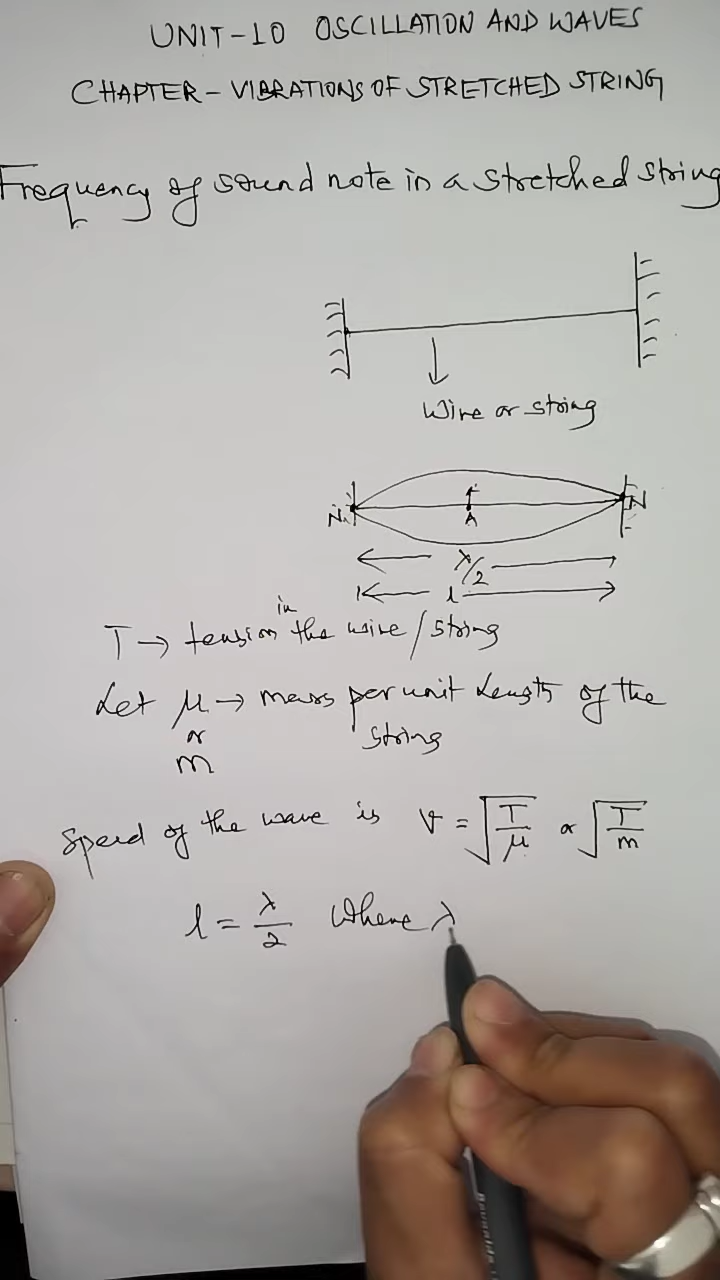 UNIT-10 OSCILLATION AND WAVES
CHAPTER - VIBRATIONS OF STRETCHED STRING
Frequency of sound note in a stretched string
Wire or string
N A N
λ/2
l
T → tension in the wire / string
Let μ → mass per unit length of the
or string
m
Speed of the wave is v = √(T/μ) or √(T/m)
l = λ/2 where λ